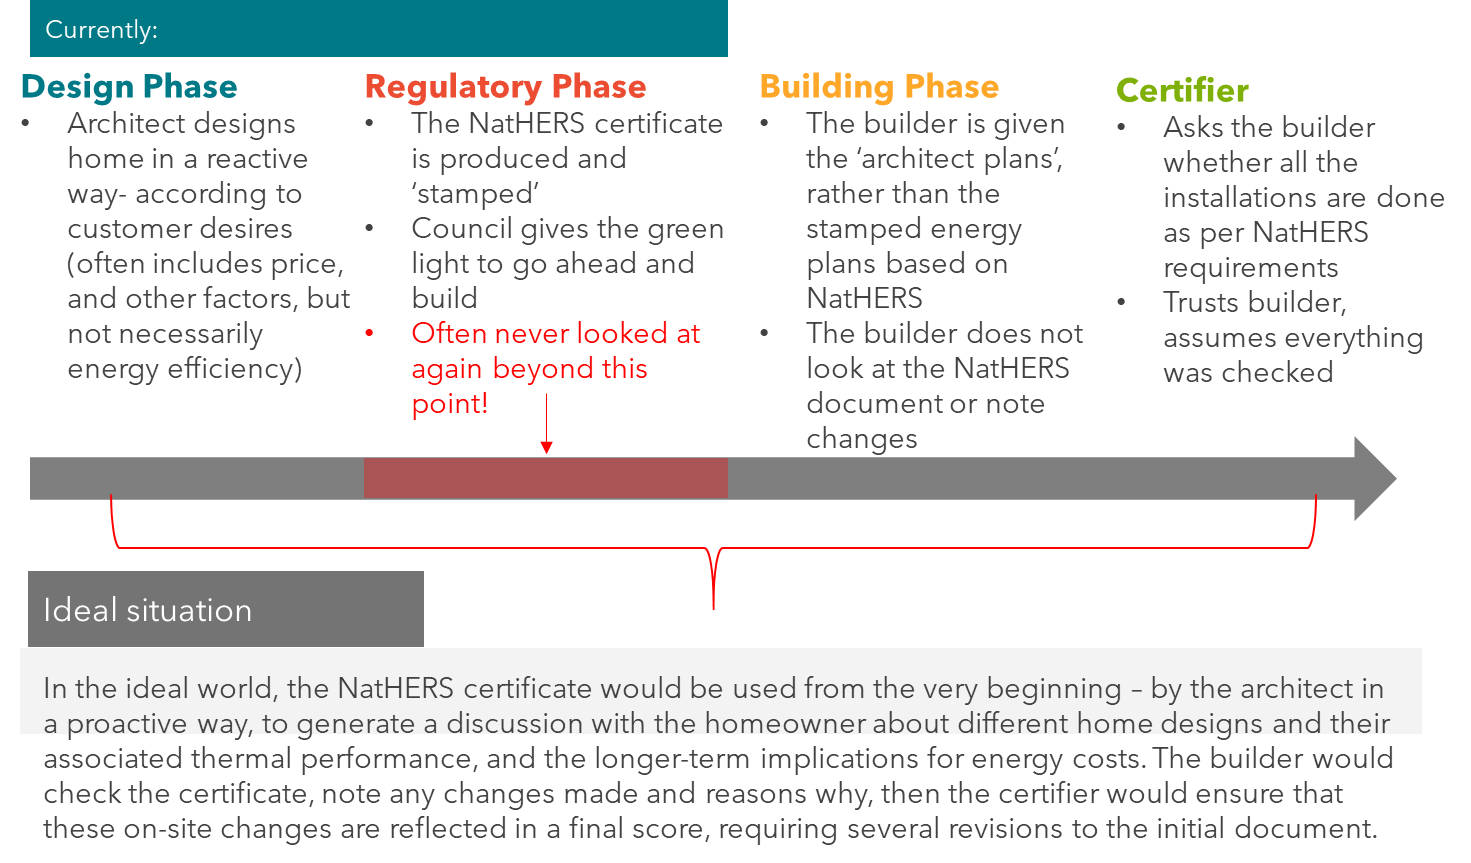 Currently:
Design Phase
• Architect designs
home in a reactive
way- according to
customer desires
(often includes price,
and other factors, but
not necessarily
energy efficiency)
Regulatory Phase
• The NatHERS certificate
is produced and
‘stamped’
• Council gives the green
light to go ahead and
build
• Often never looked at
again beyond this
point!
Building Phase
• The builder is given
the ‘architect plans’,
rather than the
stamped energy
plans based on
NatHERS
• The builder does not
look at the NatHERS
document or note
changes
Certifier
• Asks the builder
whether all the
installations are done
as per NatHERS
requirements
• Trusts builder,
assumes everything
was checked
Ideal situation
In the ideal world, the NatHERS certificate would be used from the very beginning – by the architect in
a proactive way, to generate a discussion with the homeowner about different home designs and their
associated thermal performance, and the longer-term implications for energy costs. The builder would
check the certificate, note any changes made and reasons why, then the certifier would ensure that
these on-site changes are reflected in a final score, requiring several revisions to the initial document.